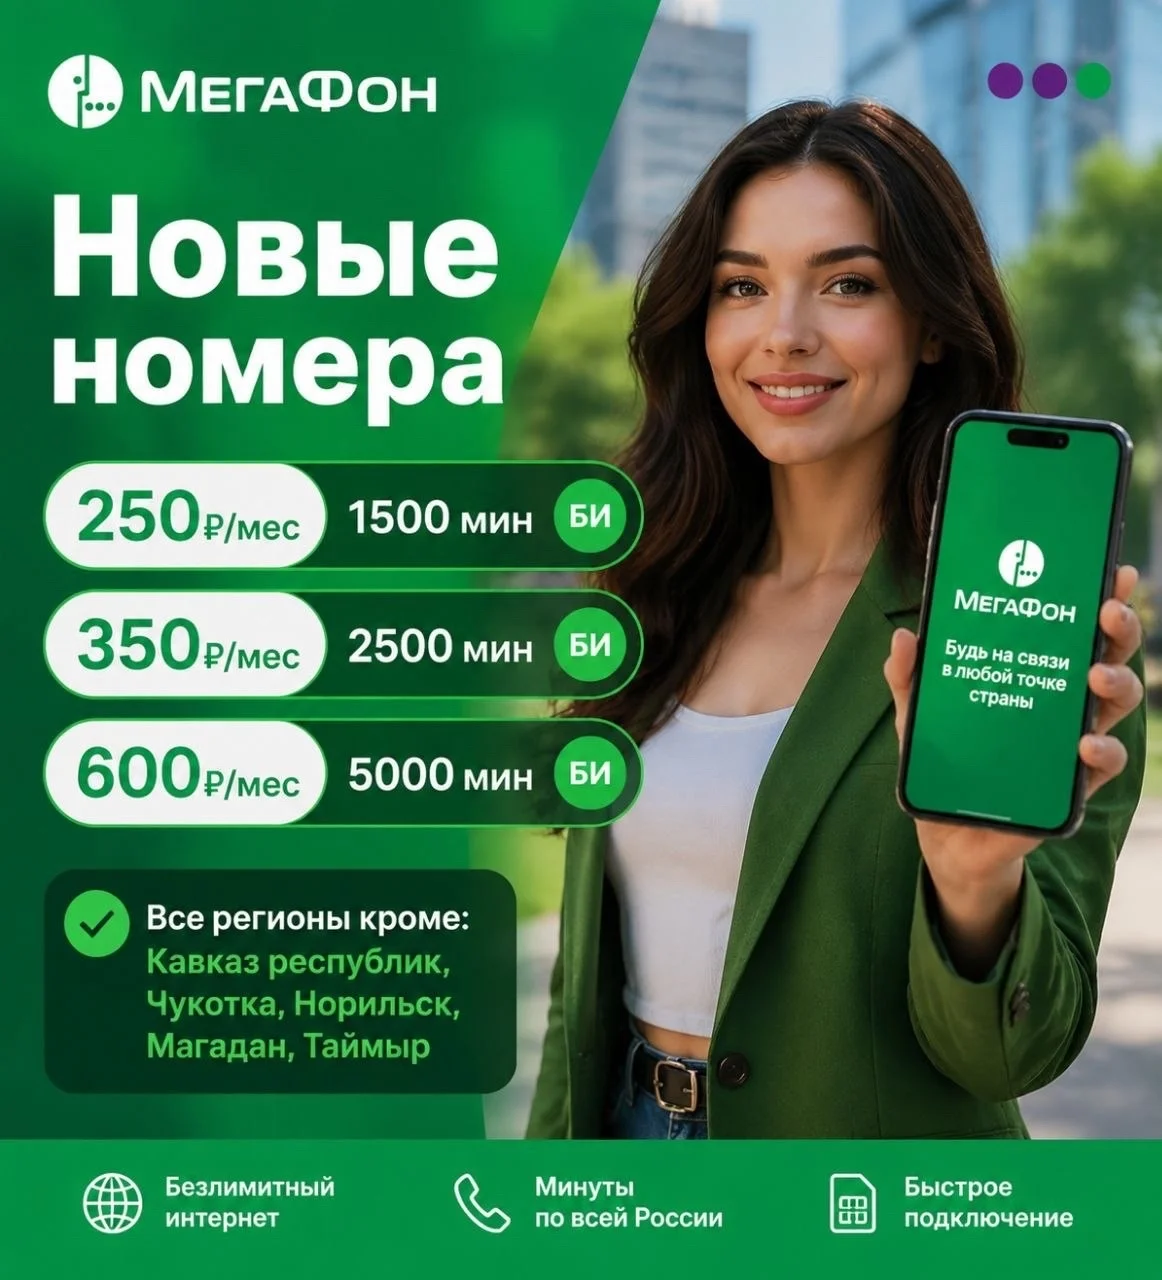 МЕГАФОН
Новые
номера
250₽/мес 1500 мин БИ
350₽/мес 2500 мин БИ
600₽/мес 5000 мин БИ
Все регионы кроме:
Кавказ республик,
Чукотка, Норильск,
Магадан, Таймыр
МЕГАФОН
Будь на связи
в любой точке
страны
Безлимитный
интернет
Минуты
по всей России
Быстрое
подключение